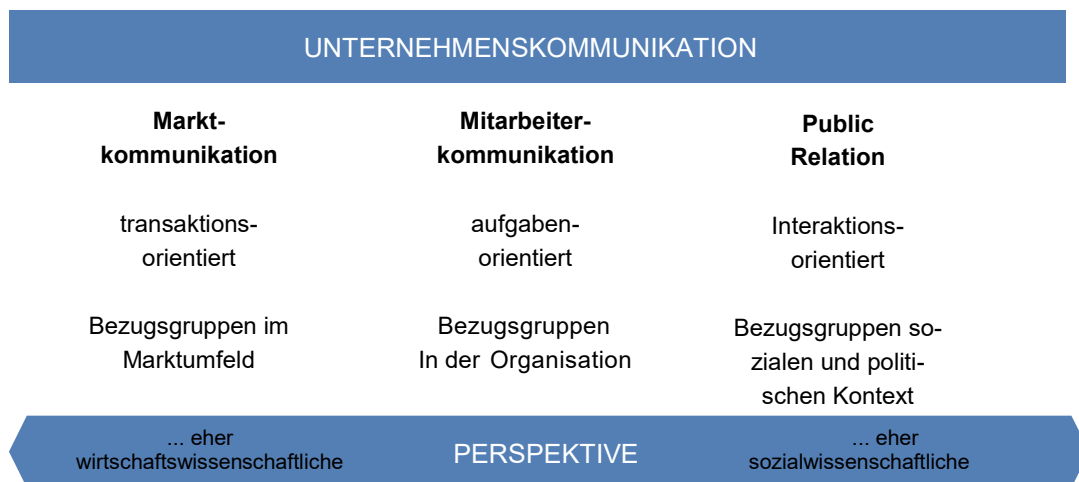 UNTERNEHMENSKOMMUNIKATION
Markt-
kommunikation
transaktions-
orientiert
Bezugsgruppen im
Marktumfeld
Mitarbeiter-
kommunikation
aufgaben-
orientiert
Bezugsgruppen
In der Organisation
Public
Relation
Interaktions-
orientiert
Bezugsgruppen so-
zialen und politi-
schen Kontext
... eher
wirtschaftswissenschaftliche
PERSPEKTIVE
... eher
sozialwissenschaftliche